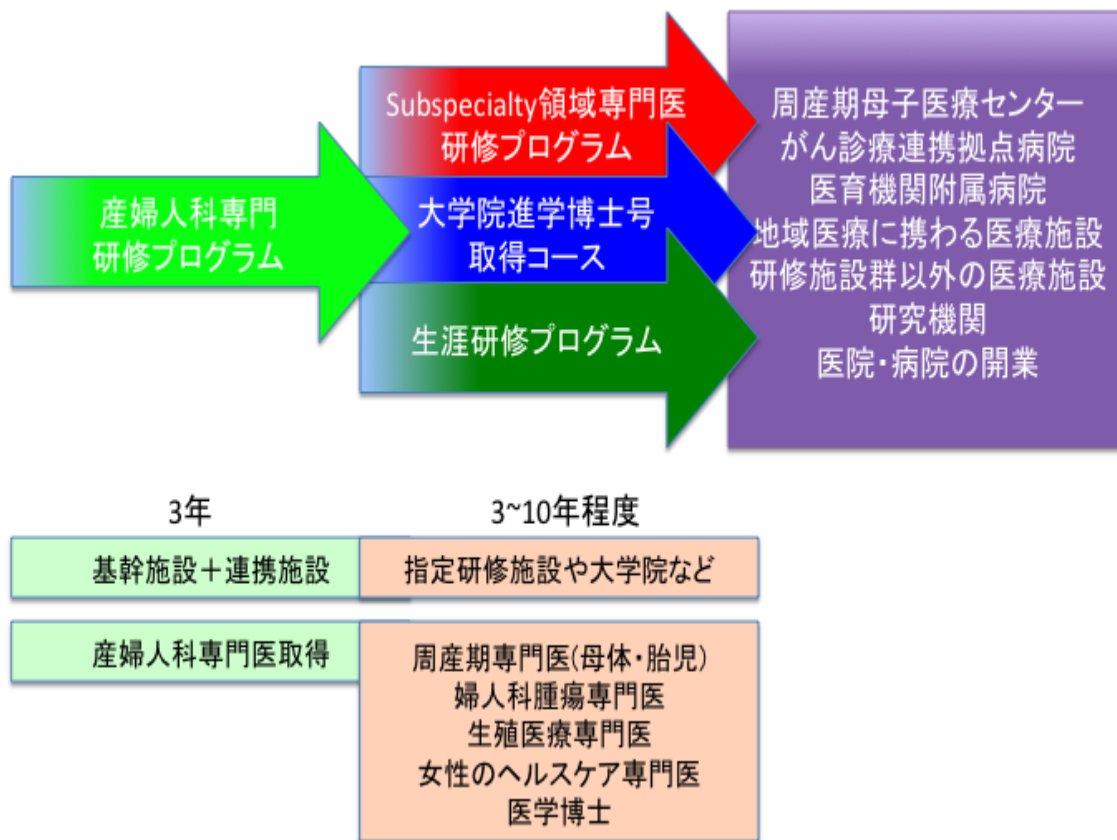 産婦人科専門
研修プログラム
Subspecialty領域専門医
研修プログラム
大学院進学博士号
取得コース
生涯研修プログラム
周産期母子医療センター
がん診療連携拠点病院
医育機関附属病院
地域医療に携わる医療施設
研修施設群以外の医療施設
研究機関
医院・病院の開業
3年
3~10年程度
基幹施設＋連携施設
指定研修施設や大学院など
産婦人科専門医取得
周産期専門医(母体・胎児)
婦人科腫瘍専門医
生殖医療専門医
女性のヘルスケア専門医
医学博士